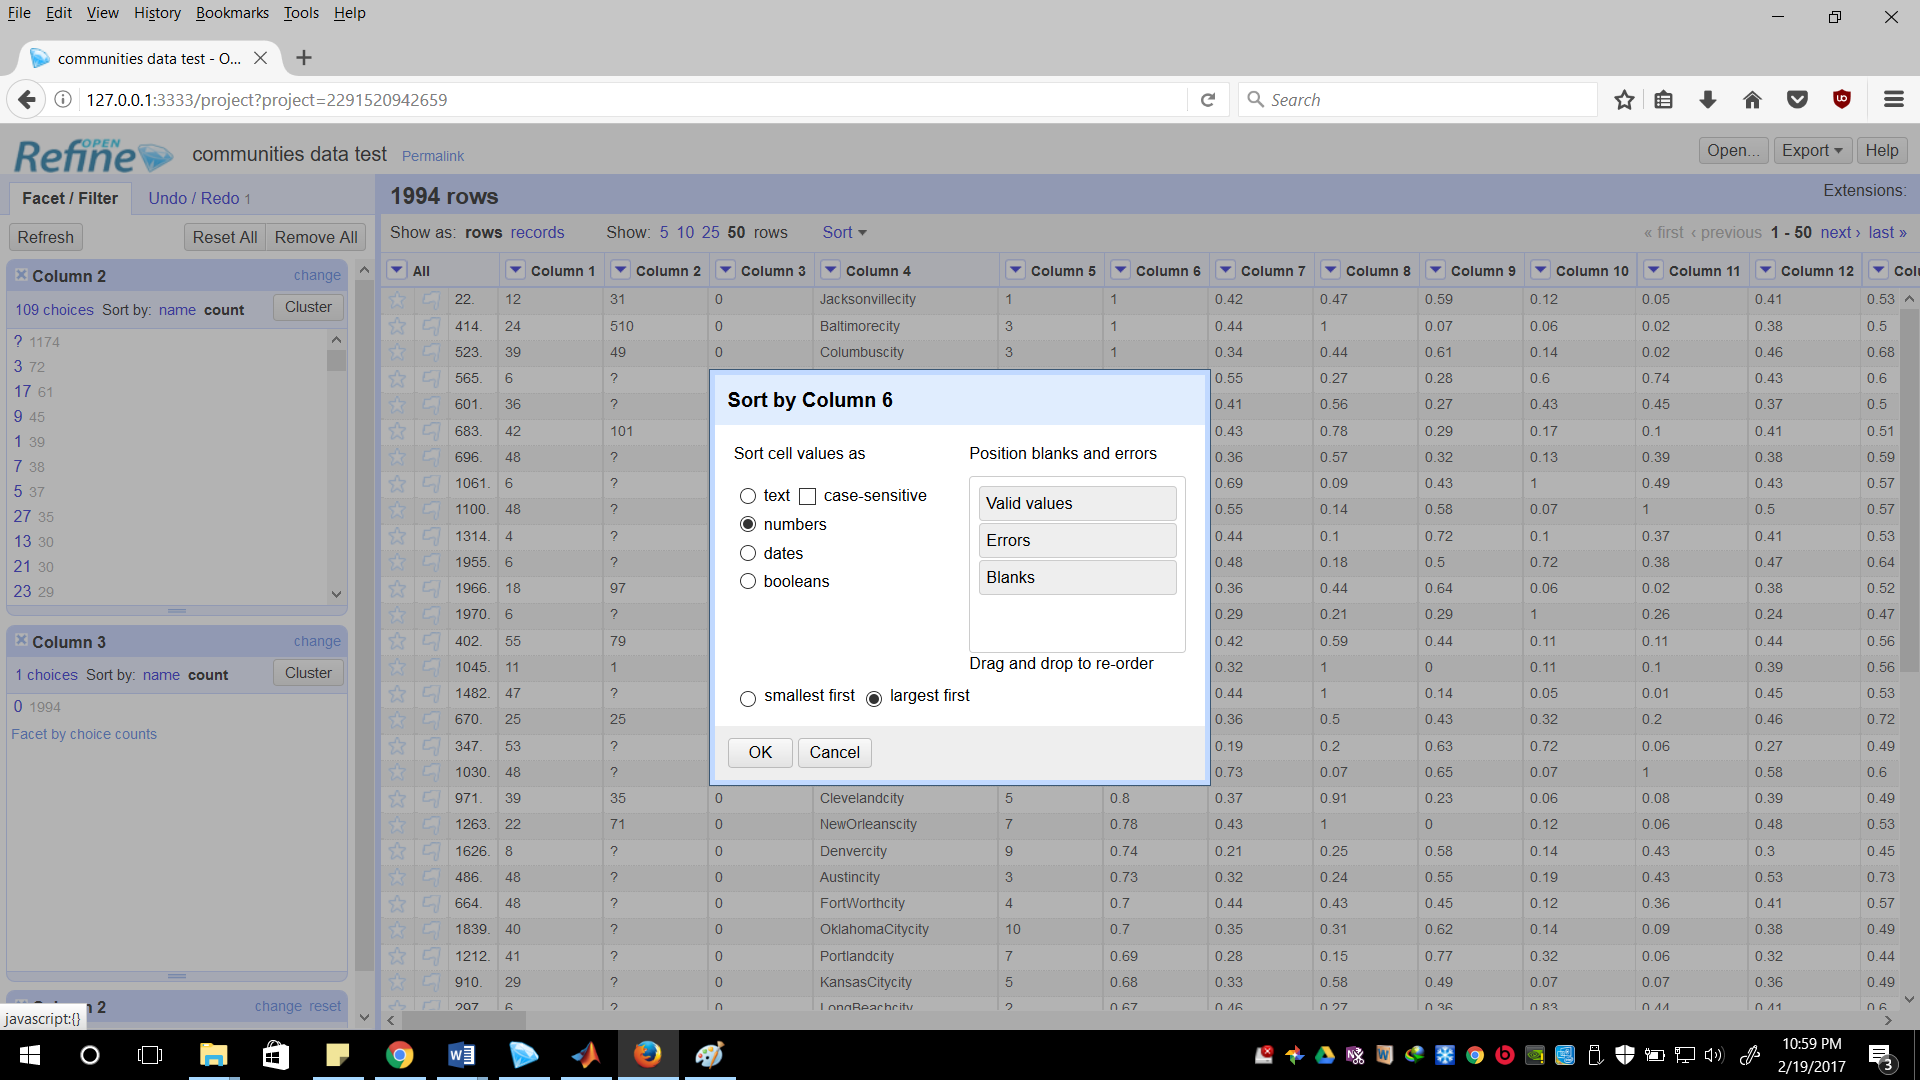 File Edit View History Bookmarks Tools Help
communities data test - O...
127.0.0.1:3333/project?project=2291520942659
Search
OPEN Refine communities data test Permalink
Open... Export Help
Facet / Filter Undo / Redo 1
1994 rows
Extensions:
Refresh Reset All Remove All
Show as: rows records Show: 5 10 25 50 rows Sort
« first ‹ previous 1 - 50 next › last »
Column 2 change
109 choices Sort by: name count Cluster
? 1174
3 72
17 61
9 45
1 39
7 38
5 37
27 35
13 30
21 30
23 29
Column 3 change
1 choices Sort by: name count Cluster
0 1994
Facet by choice counts
change reset
javascript:{}
All Column 1 Column 2 Column 3 Column 4 Column 5 Column 6 Column 7 Column 8 Column 9 Column 10 Column 11 Column 12 Colu
22. 12 31 0 Jacksonvillecity 1 1 0.42 0.47 0.59 0.12 0.05 0.41 0.53
414. 24 510 0 Baltimorecity 3 1 0.44 1 0.07 0.06 0.02 0.38 0.5
523. 39 49 0 Columbuscity 3 1 0.34 0.44 0.61 0.14 0.02 0.46 0.68
565. 6 ? 0.55 0.27 0.28 0.6 0.74 0.43 0.6
601. 36 ? 0.41 0.56 0.27 0.43 0.45 0.37 0.5
683. 42 101 0.43 0.78 0.29 0.17 0.1 0.41 0.51
696. 48 ? 0.36 0.57 0.32 0.13 0.39 0.38 0.59
1061. 6 ? 0.69 0.09 0.43 1 0.49 0.43 0.57
1100. 48 ? 0.55 0.14 0.58 0.07 1 0.5 0.57
1314. 4 ? 0.44 0.1 0.72 0.1 0.37 0.41 0.53
1955. 6 ? 0.48 0.18 0.5 0.72 0.38 0.47 0.64
1966. 18 97 0.36 0.44 0.64 0.06 0.02 0.38 0.52
1970. 6 ? 0.29 0.21 0.29 1 0.26 0.24 0.47
402. 55 79 0.42 0.59 0.44 0.11 0.11 0.44 0.56
1045. 11 1 0.32 1 0 0.11 0.1 0.39 0.56
1482. 47 ? 0.44 1 0.14 0.05 0.01 0.45 0.53
670. 25 25 0.36 0.5 0.43 0.32 0.2 0.46 0.72
347. 53 ? 0.19 0.2 0.63 0.72 0.06 0.27 0.49
1030. 48 ? 0.73 0.07 0.65 0.07 1 0.58 0.6
971. 39 35 0 Clevelandcity 5 0.8 0.37 0.91 0.23 0.06 0.08 0.39 0.49
1263. 22 71 0 NewOrleanscity 7 0.78 0.43 1 0 0.12 0.06 0.48 0.53
1626. 8 ? 0 Denvercity 9 0.74 0.21 0.25 0.58 0.14 0.43 0.3 0.45
486. 48 ? 0 Austincity 3 0.73 0.32 0.24 0.55 0.19 0.43 0.53 0.73
664. 48 ? 0 FortWorthcity 4 0.7 0.44 0.43 0.45 0.12 0.36 0.41 0.57
1839. 40 ? 0 OklahomaCitycity 10 0.7 0.35 0.31 0.62 0.14 0.09 0.38 0.49
1212. 41 ? 0 Portlandcity 7 0.69 0.28 0.15 0.77 0.32 0.06 0.32 0.44
910. 29 ? 0 KansasCitycity 5 0.68 0.33 0.58 0.49 0.07 0.07 0.36 0.49
297. 6 ? 0 LongBeachcity 2 0.67 0.46 0.27 0.36 0.83 0.44 0.41 0.6
Sort by Column 6
Sort cell values as Position blanks and errors
text case-sensitive
numbers
dates
booleans
Valid values
Errors
Blanks
Drag and drop to re-order
smallest first largest first
OK Cancel
10:59 PM
2/19/2017
3